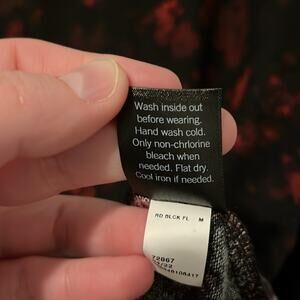 Wash inside out
before wearing.
Hand wash cold.
Only non-chrlorine
bleach when
needed. Flat dry.
Cool iron if needed.
RD BLCK FL M
72867